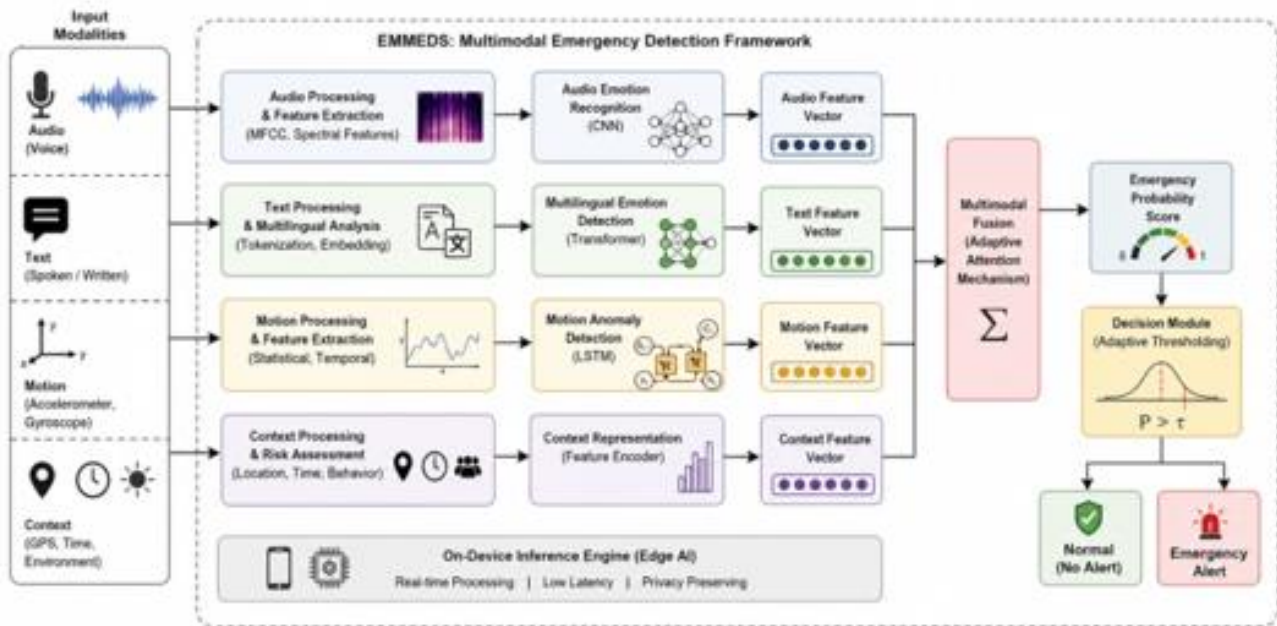 Input
Modalities
EMMEDS: Multimodal Emergency Detection Framework
Audio
(Voice)
Audio Processing
& Feature Extraction
(MFCC, Spectral Features)
Audio Emotion
Recognition
(CNN)
Audio Feature
Vector
Text
(Spoken / Written)
Text Processing
& Multilingual Analysis
(Tokenization, Embedding)
A
文
Multilingual Emotion
Detection
(Transformer)
Text Feature
Vector
y
x
y
Motion
(Accelerometer,
Gyroscope)
Motion Processing
& Feature Extraction
(Statistical, Temporal)
Motion Anomaly
Detection
(LSTM)
Motion Feature
Vector
Context
(GPS, Time,
Environment)
Context Processing
& Risk Assessment
(Location, Time, Behavior)
Context Representation
(Feature Encoder)
Context Feature
Vector
Multimodal
Fusion
(Adaptive
Attention
Mechanism)
Σ
Emergency
Probability
Score
0 1
Decision Module
(Adaptive Thresholding)
P > τ
Normal
(No Alert)
Emergency
Alert
On-Device Inference Engine (Edge AI)
Real-time Processing | Low Latency | Privacy Preserving